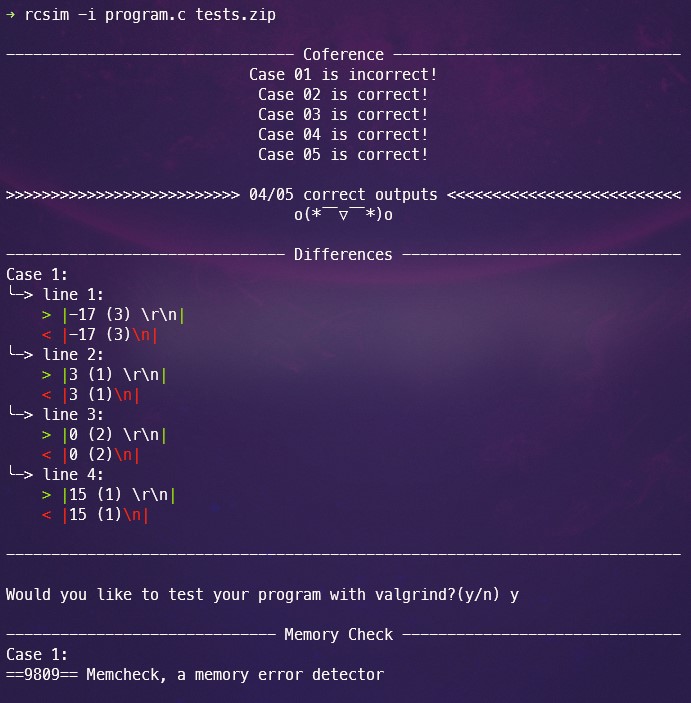 → rcsim -i program.c tests.zip
-------------------------------- Coference --------------------------------
Case 01 is incorrect!
Case 02 is correct!
Case 03 is correct!
Case 04 is correct!
Case 05 is correct!
>>>>>>>>>>>>>>>>>>>>>>>>>> 04/05 correct outputs <<<<<<<<<<<<<<<<<<<<<<<<<<
o(*￣▽￣*)o
------------------------------- Differences -------------------------------
Case 1:
╰─> line 1:
> |-17 (3) \r\n|
< |-17 (3)\n|
╰─> line 2:
> |3 (1) \r\n|
< |3 (1)\n|
╰─> line 3:
> |0 (2) \r\n|
< |0 (2)\n|
╰─> line 4:
> |15 (1) \r\n|
< |15 (1)\n|
---------------------------------------------------------------------------
Would you like to test your program with valgrind?(y/n) y
------------------------------ Memory Check -------------------------------
Case 1:
==9809== Memcheck, a memory error detector